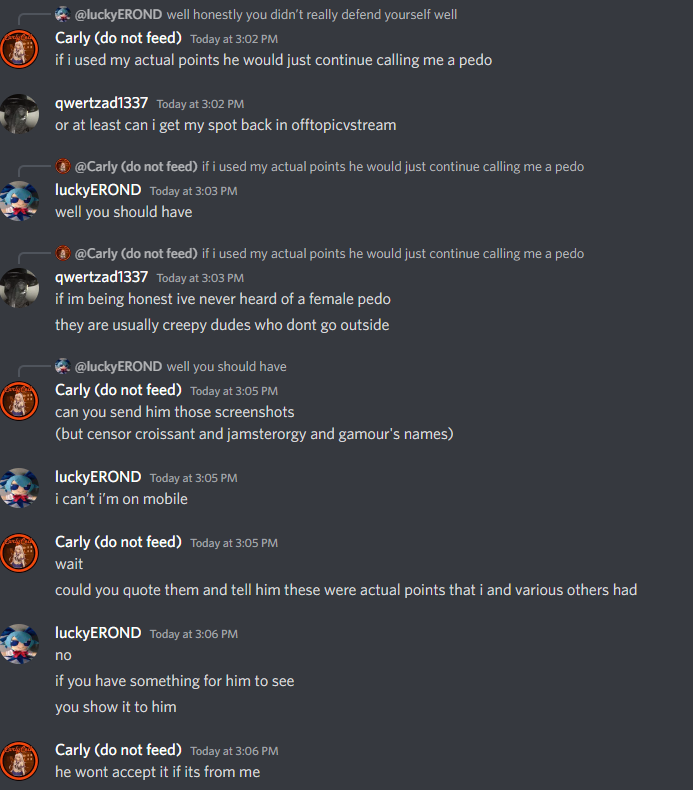 @luckyEROND well honestly you didn't really defend yourself well
Carly (do not feed) Today at 3:02 PM
if i used my actual points he would just continue calling me a pedo
qwertzad1337 Today at 3:02 PM
or at least can i get my spot back in offtopicvstream
@Carly (do not feed) if i used my actual points he would just continue calling me a pedo
luckyEROND Today at 3:03 PM
well you should have
@Carly (do not feed) if i used my actual points he would just continue calling me a pedo
qwertzad1337 Today at 3:03 PM
if im being honest ive never heard of a female pedo
they are usually creepy dudes who dont go outside
@luckyEROND well you should have
Carly (do not feed) Today at 3:05 PM
can you send him those screenshots
(but censor croissant and jamsterorgy and gamour's names)
luckyEROND Today at 3:05 PM
i can't i'm on mobile
Carly (do not feed) Today at 3:05 PM
wait
could you quote them and tell him these were actual points that i and various others had
luckyEROND Today at 3:06 PM
no
if you have something for him to see
you show it to him
Carly (do not feed) Today at 3:06 PM
he wont accept it if its from me